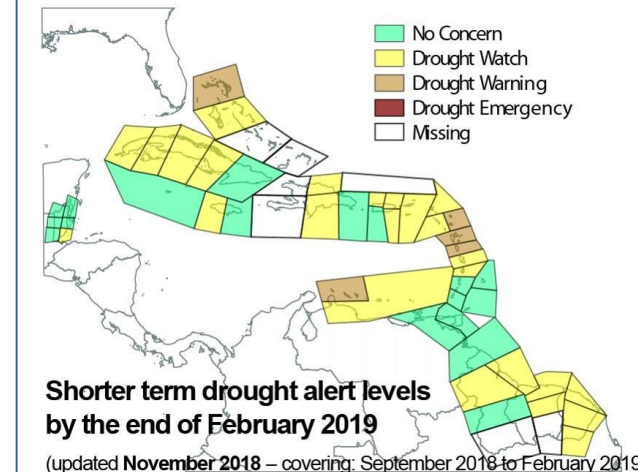 No Concern
Drought Watch
Drought Warning
Drought Emergency
Missing
Shorter term drought alert levels
by the end of February 2019
(updated November 2018 – covering: September 2018 to February 2019